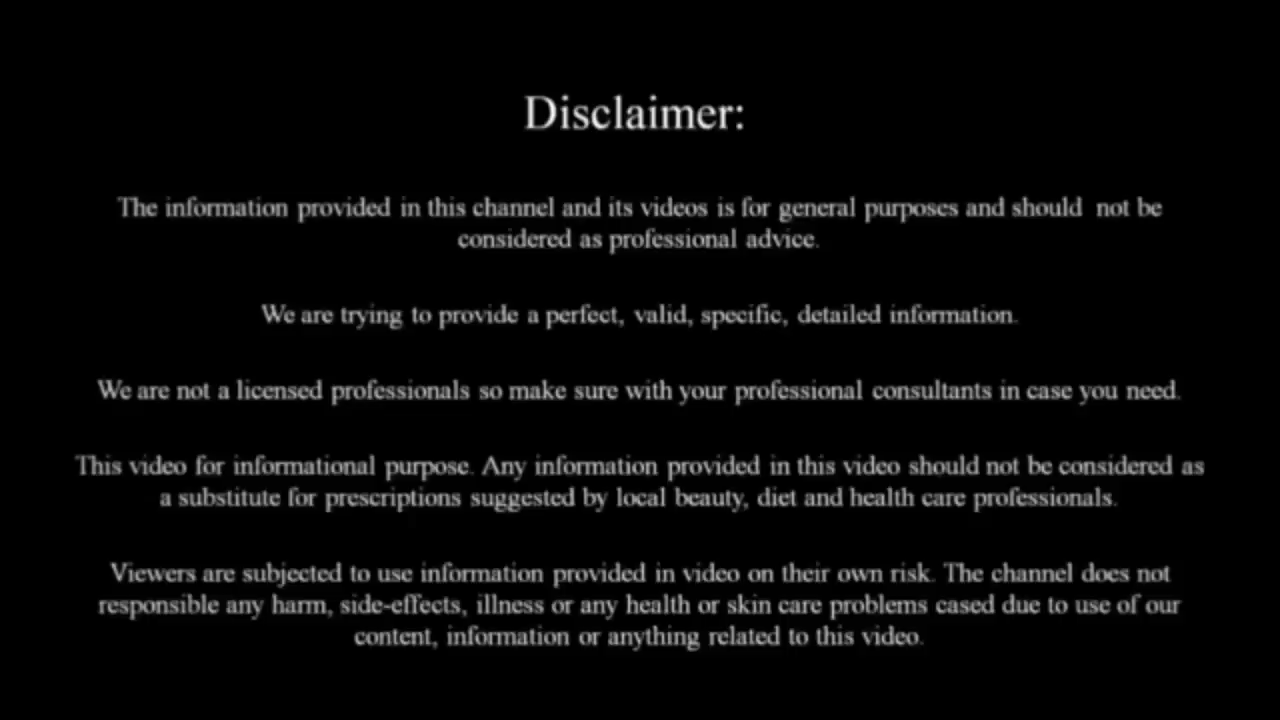 Disclaimer:
The information provided in this channel and its videos is for general purposes and should not be
considered as professional advice.
We are trying to provide a perfect, valid, specific, detailed information.
We are not a licensed professionals so make sure with your professional consultants in case you need.
This video for informational purpose. Any information provided in this video should not be considered as
a substitute for prescriptions suggested by local beauty, diet and health care professionals.
Viewers are subjected to use information provided in video on their own risk. The channel does not
responsible any harm, side-effects, illness or any health or skin care problems cased due to use of our
content, information or anything related to this video.